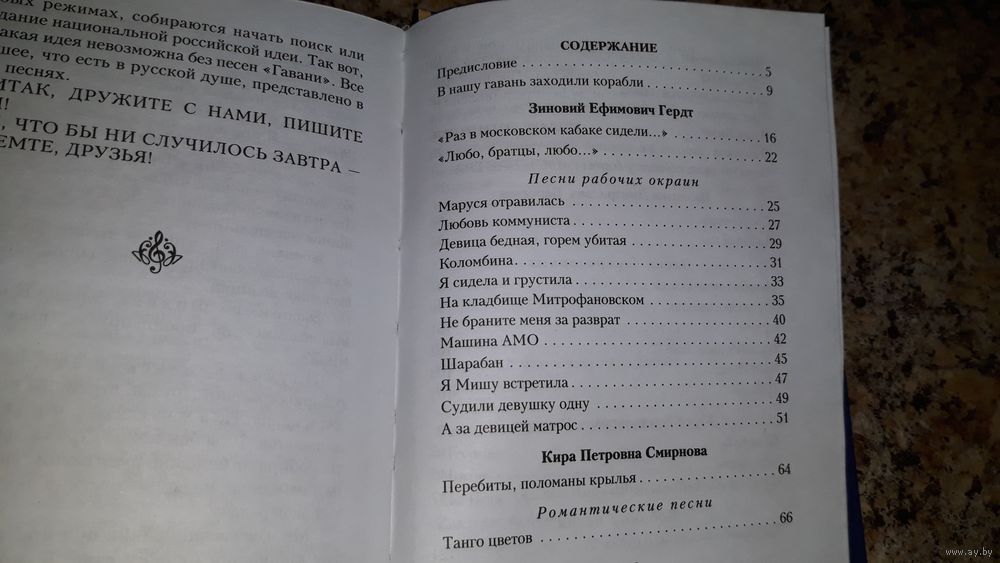 вых режимах, собираются начать поиск или
дание национальной российской идеи. Так вот,
акая идея невозможна без песен «Гавани». Все
шее, что есть в русской душе, представлено в
песнях.
ИТАК, ДРУЖИТЕ С НАМИ, ПИШИТЕ
И!
, ЧТО БЫ НИ СЛУЧИЛОСЬ ЗАВТРА –
ЕМТЕ, ДРУЗЬЯ!
СОДЕРЖАНИЕ
Предисловие . . . . . . . . . . . . . . . . . . . . 5
В нашу гавань заходили корабли . . . . . . . . . . 9
Зиновий Ефимович Гердт
«Раз в московском кабаке сидели...» . . . . . . . . 16
«Любо, братцы, любо...» . . . . . . . . . . . . . . 22
Песни рабочих окраин
Маруся отравилась . . . . . . . . . . . . . . . . . 25
Любовь коммуниста . . . . . . . . . . . . . . . . . 27
Девица бедная, горем убитая . . . . . . . . . . . . 29
Коломбина . . . . . . . . . . . . . . . . . . . . . 31
Я сидела и грустила . . . . . . . . . . . . . . . . 33
На кладбище Митрофановском . . . . . . . . . . . . 35
Не браните меня за разврат . . . . . . . . . . . . 40
Машина АМО . . . . . . . . . . . . . . . . . . . . 42
Шарабан . . . . . . . . . . . . . . . . . . . . . . 45
Я Мишу встретила . . . . . . . . . . . . . . . . . 47
Судили девушку одну . . . . . . . . . . . . . . . . 49
А за девицей матрос . . . . . . . . . . . . . . . . 51
Кира Петровна Смирнова
Перебиты, поломаны крылья . . . . . . . . . . . . . 64
Романтические песни
Танго цветов . . . . . . . . . . . . . . . . . . . 66
www.ay.by